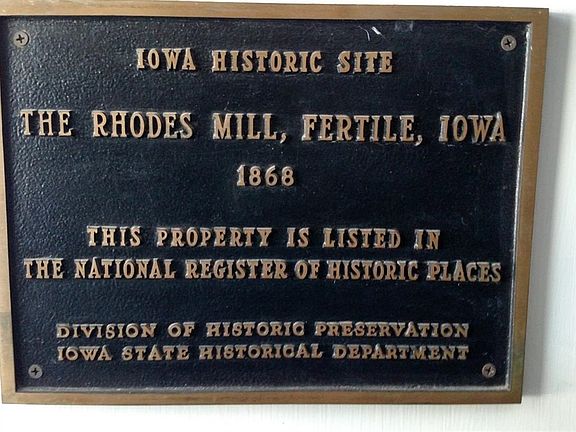 IOWA HISTORIC SITE
THE RHODES MILL, FERTILE, IOWA
1868
THIS PROPERTY IS LISTED IN
THE NATIONAL REGISTER OF HISTORIC PLACES
DIVISION OF HISTORIC PRESERVATION
IOWA STATE HISTORICAL DEPARTMENT